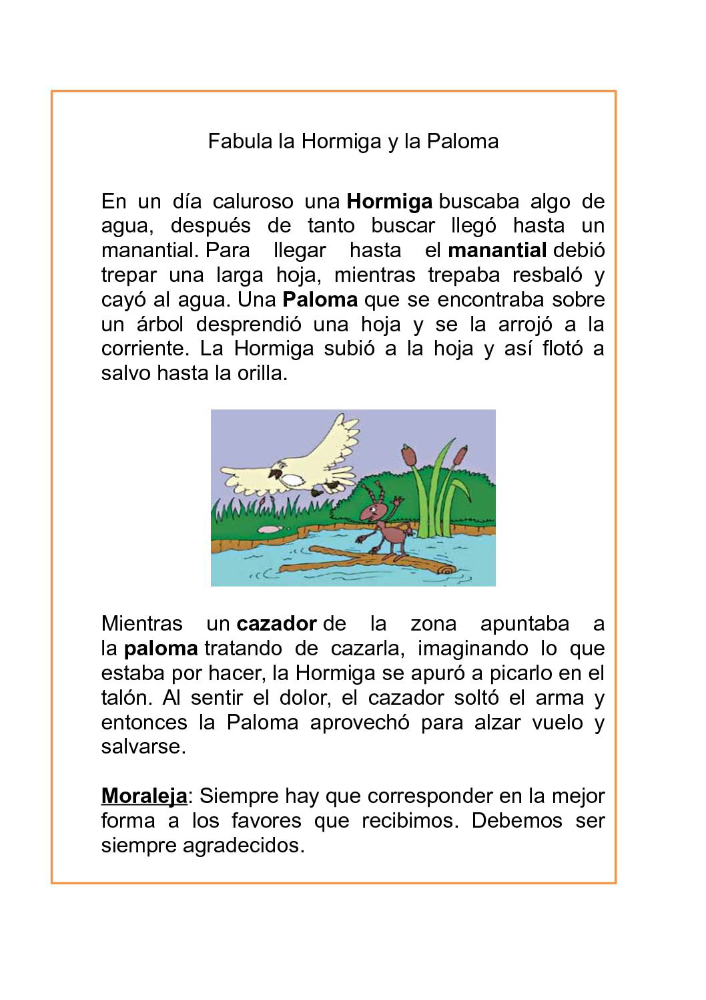 Fabula la Hormiga y la Paloma
En un día caluroso una Hormiga buscaba algo de
agua, después de tanto buscar llegó hasta un
manantial. Para llegar hasta el manantial debió
trepar una larga hoja, mientras trepaba resbaló y
cayó al agua. Una Paloma que se encontraba sobre
un árbol desprendió una hoja y se la arrojó a la
corriente. La Hormiga subió a la hoja y así flotó a
salvo hasta la orilla.
Mientras un cazador de la zona apuntaba a
la paloma tratando de cazarla, imaginando lo que
estaba por hacer, la Hormiga se apuró a picarlo en el
talón. Al sentir el dolor, el cazador soltó el arma y
entonces la Paloma aprovechó para alzar vuelo y
salvarse.
Moraleja: Siempre hay que corresponder en la mejor
forma a los favores que recibimos. Debemos ser
siempre agradecidos.